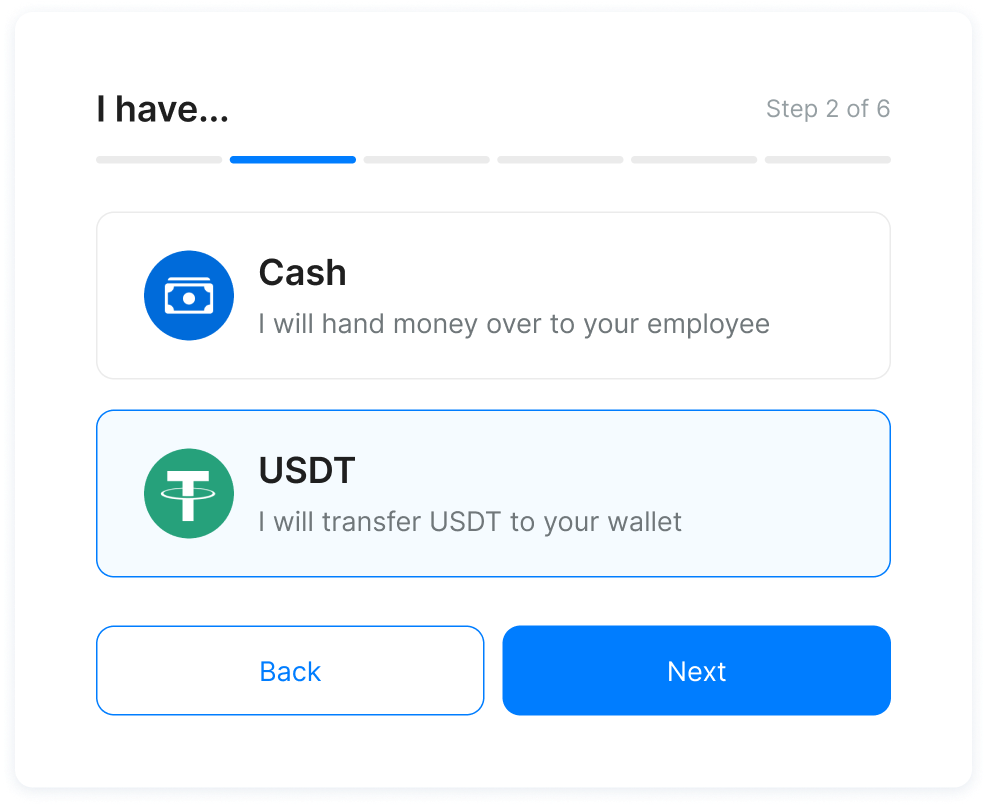 I have...
Step 2 of 6
Cash
I will hand money over to your employee
USDT
I will transfer USDT to your wallet
Back
Next